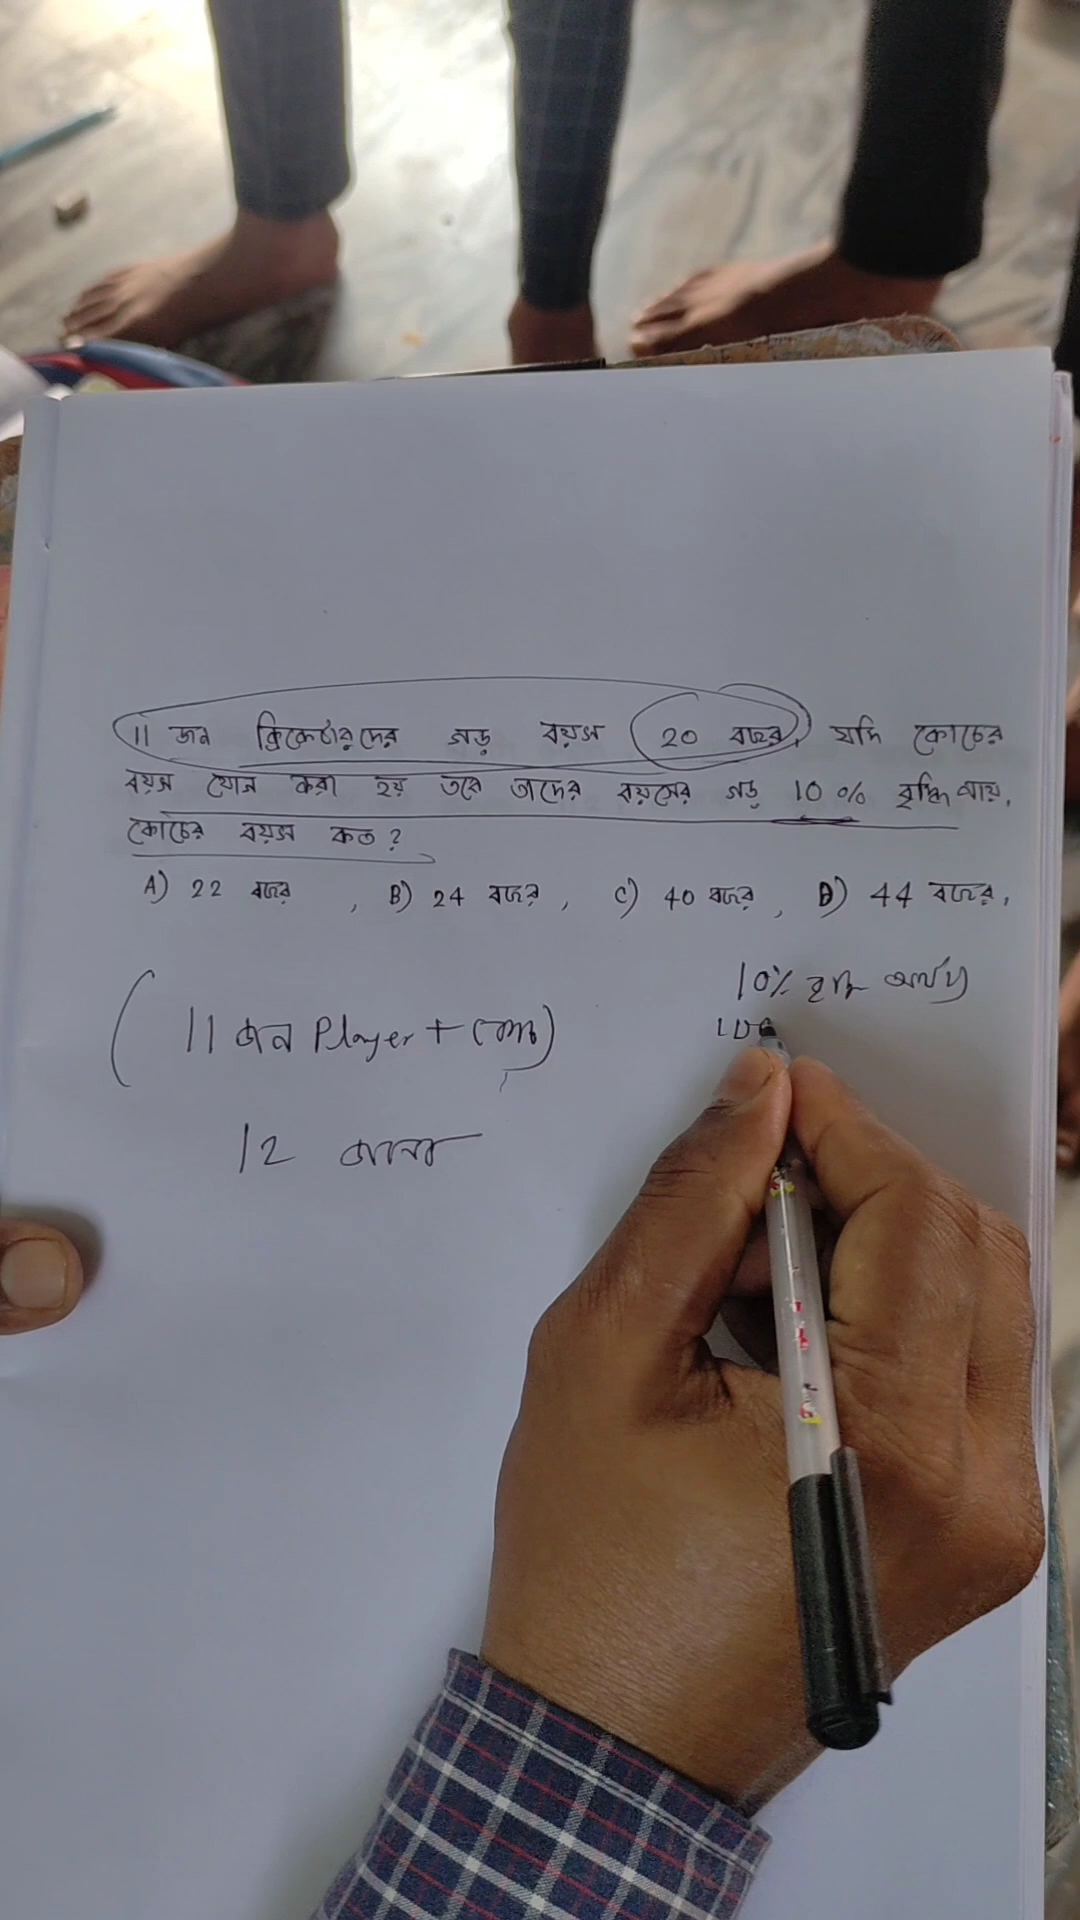 11 জন ক্রিকেটারদের গড় বয়স 20 বছর, যদি কোচের
বয়স যোগ করা হয় তবে তাদের বয়সের গড় 10% বৃদ্ধি পায়,
কোচের বয়স কত ?
A) 22 বছর , B) 24 বছর , C) 40 বছর , D) 44 বছর,
10% বৃদ্ধি অর্থাৎ
(11 জন Player + কোচ)
12 জনের